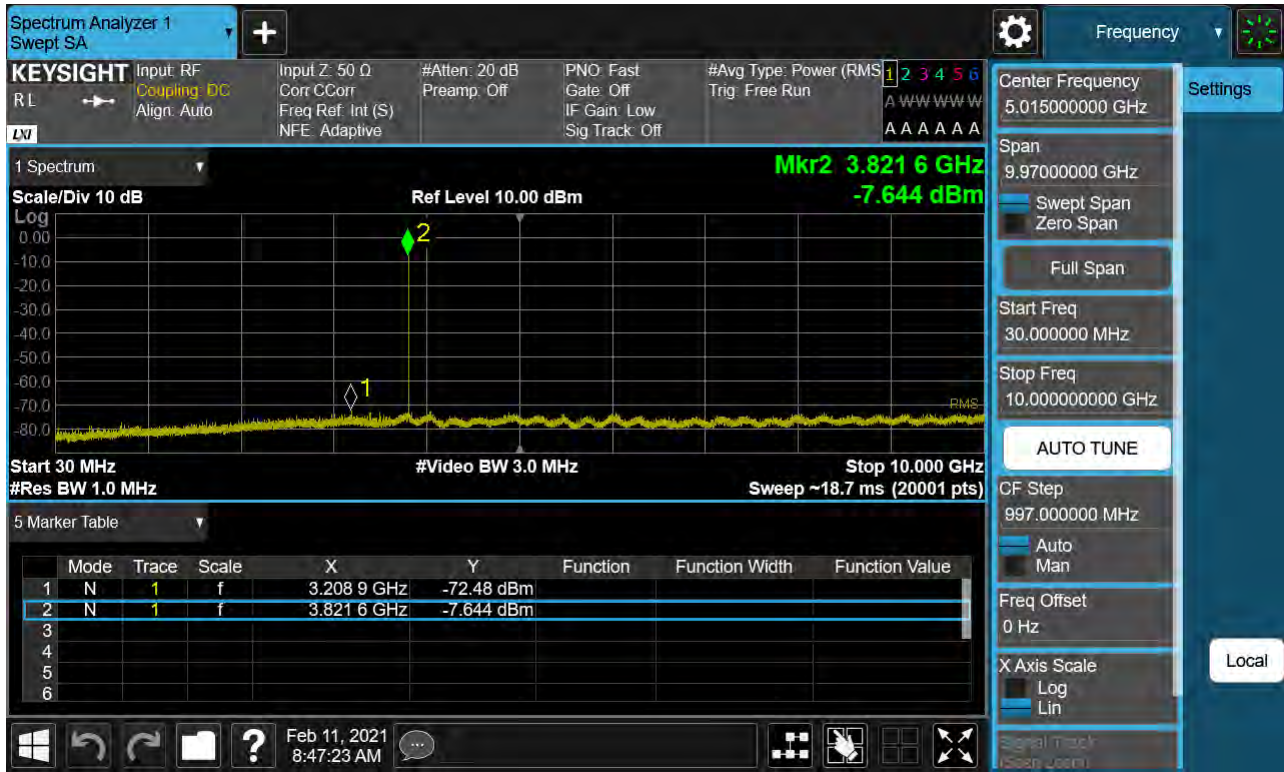 Spectrum Analyzer 1
Swept SA
+
Frequency
KEYSIGHT
RL
LXI
Input: RF
Coupling: DC
Align: Auto
Input Z: 50 Ω
Corr CCorr
Freq Ref: Int (S)
NFE: Adaptive
#Atten: 20 dB
Preamp: Off
PNO: Fast
Gate: Off
IF Gain: Low
Sig Track: Off
#Avg Type: Power (RMS
Trig: Free Run
1 2 3 4 5 6
A W W W W W
A A A A A A
1 Spectrum
Mkr2 3.821 6 GHz
-7.644 dBm
Scale/Div 10 dB
Ref Level 10.00 dBm
Log
0.00
-10.0
-20.0
-30.0
-40.0
-50.0
-60.0
-70.0
-80.0
2
1
RMS
Start 30 MHz
#Video BW 3.0 MHz
Stop 10.000 GHz
#Res BW 1.0 MHz
Sweep ~18.7 ms (20001 pts)
5 Marker Table
Mode Trace Scale X Y Function Function Width Function Value
1 N 1 f 3.208 9 GHz -72.48 dBm
2 N 1 f 3.821 6 GHz -7.644 dBm
3
4
5
6
Feb 11, 2021
8:47:23 AM
?
Center Frequency
5.015000000 GHz
Settings
Span
9.97000000 GHz
Swept Span
Zero Span
Full Span
Start Freq
30.000000 MHz
Stop Freq
10.000000000 GHz
AUTO TUNE
CF Step
997.000000 MHz
Auto
Man
Freq Offset
0 Hz
X Axis Scale
Log
Lin
Local
Signal Track
(Span Zoom)